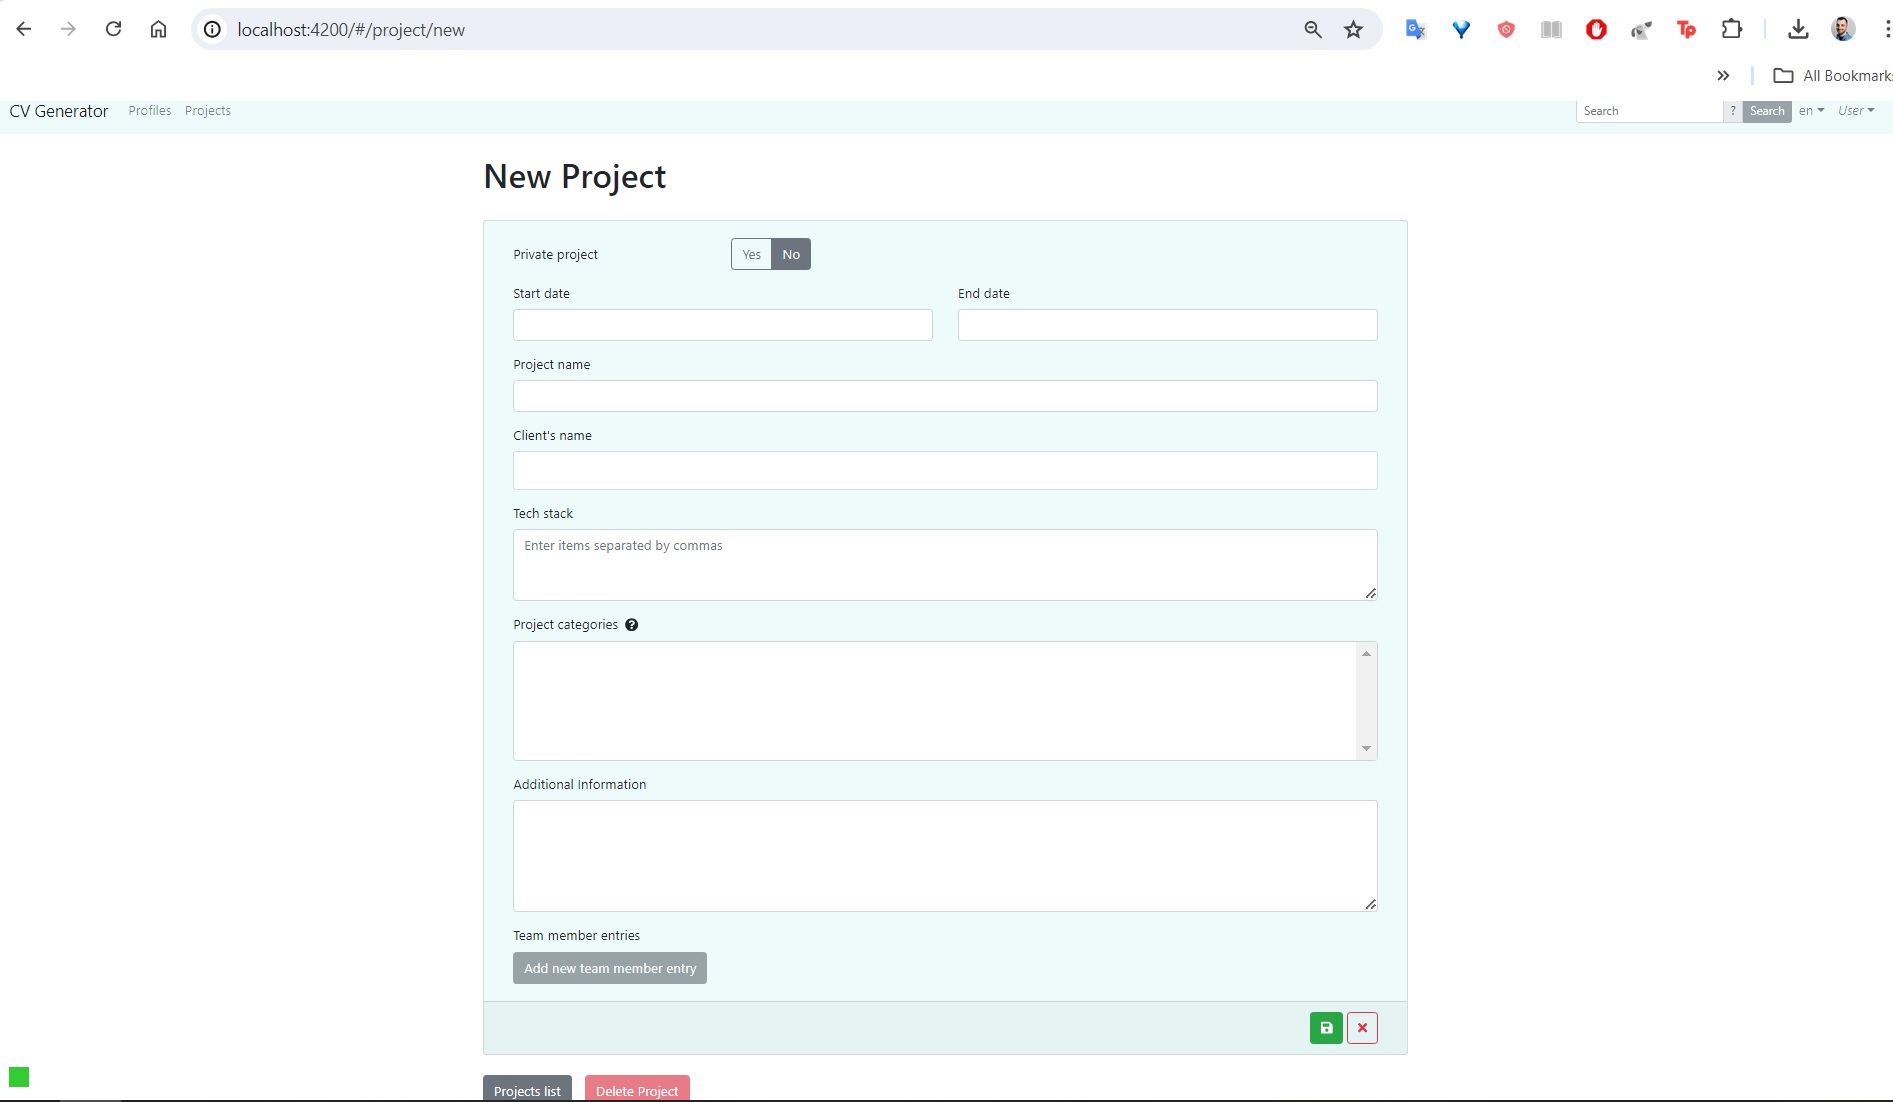 localhost:4200/#/project/new
All Bookmarks
CV Generator Profiles Projects Search ? Search en User
New Project
Private project Yes No
Start date End date
Project name
Client's name
Tech stack
Enter items separated by commas
Project categories ?
Additional Information
Team member entries
Add new team member entry
Projects list Delete Project